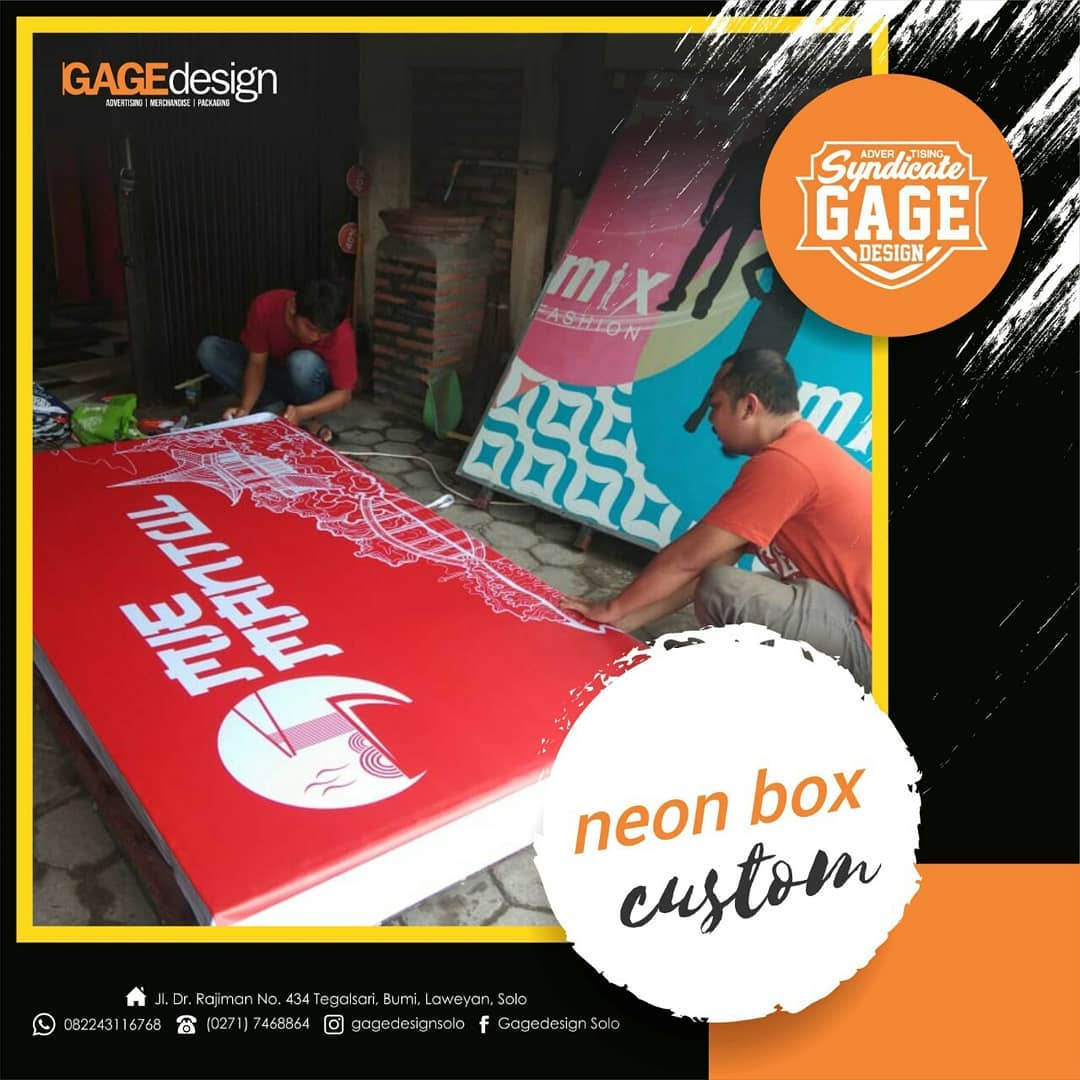 GAGEdesign
ADVERTISING | MERCHANDISE | PACKAGING
ADVERTISING
Syndicate
GAGE
DESIGN
mix
FASHION
MIE
MANTUL
neon box
custom
Jl. Dr. Rajiman No. 434 Tegalsari, Bumi, Laweyan, Solo
082243116768 (0271) 7468864 gagedesignsolo Gagedesign Solo